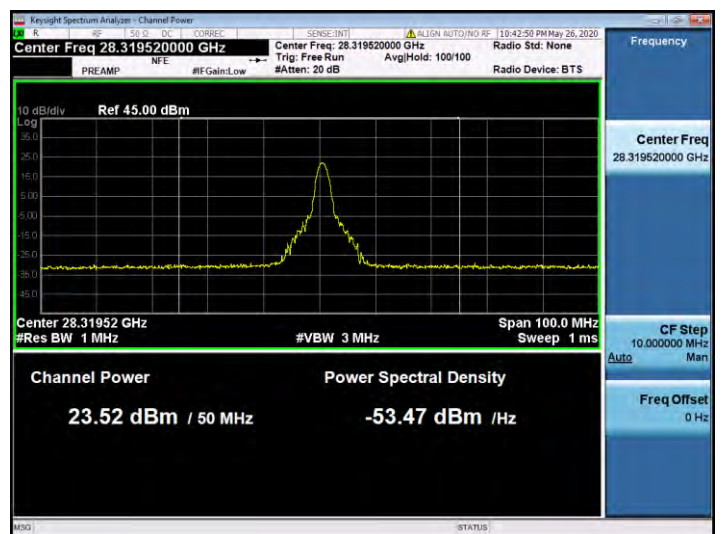 Keysight Spectrum Analyzer - Channel Power
R RF 50 Ω DC CORREC SENSE:INT ALIGN AUTO/NO RF 10:42:50 PM May 26, 2020
Center Freq 28.319520000 GHz
PREAMP NFE #IFGain:Low
Center Freq: 28.319520000 GHz
Trig: Free Run Avg|Hold: 100/100
#Atten: 20 dB
Radio Std: None
Radio Device: BTS
10 dB/div Ref 45.00 dBm
Log
35.0
25.0
15.0
5.00
-5.00
-15.0
-25.0
-35.0
-45.0
Center 28.31952 GHz Span 100.0 MHz
#Res BW 1 MHz #VBW 3 MHz Sweep 1 ms
Channel Power Power Spectral Density
23.52 dBm / 50 MHz -53.47 dBm /Hz
Frequency
Center Freq
28.319520000 GHz
CF Step
10.000000 MHz
Auto Man
Freq Offset
0 Hz
MSG STATUS